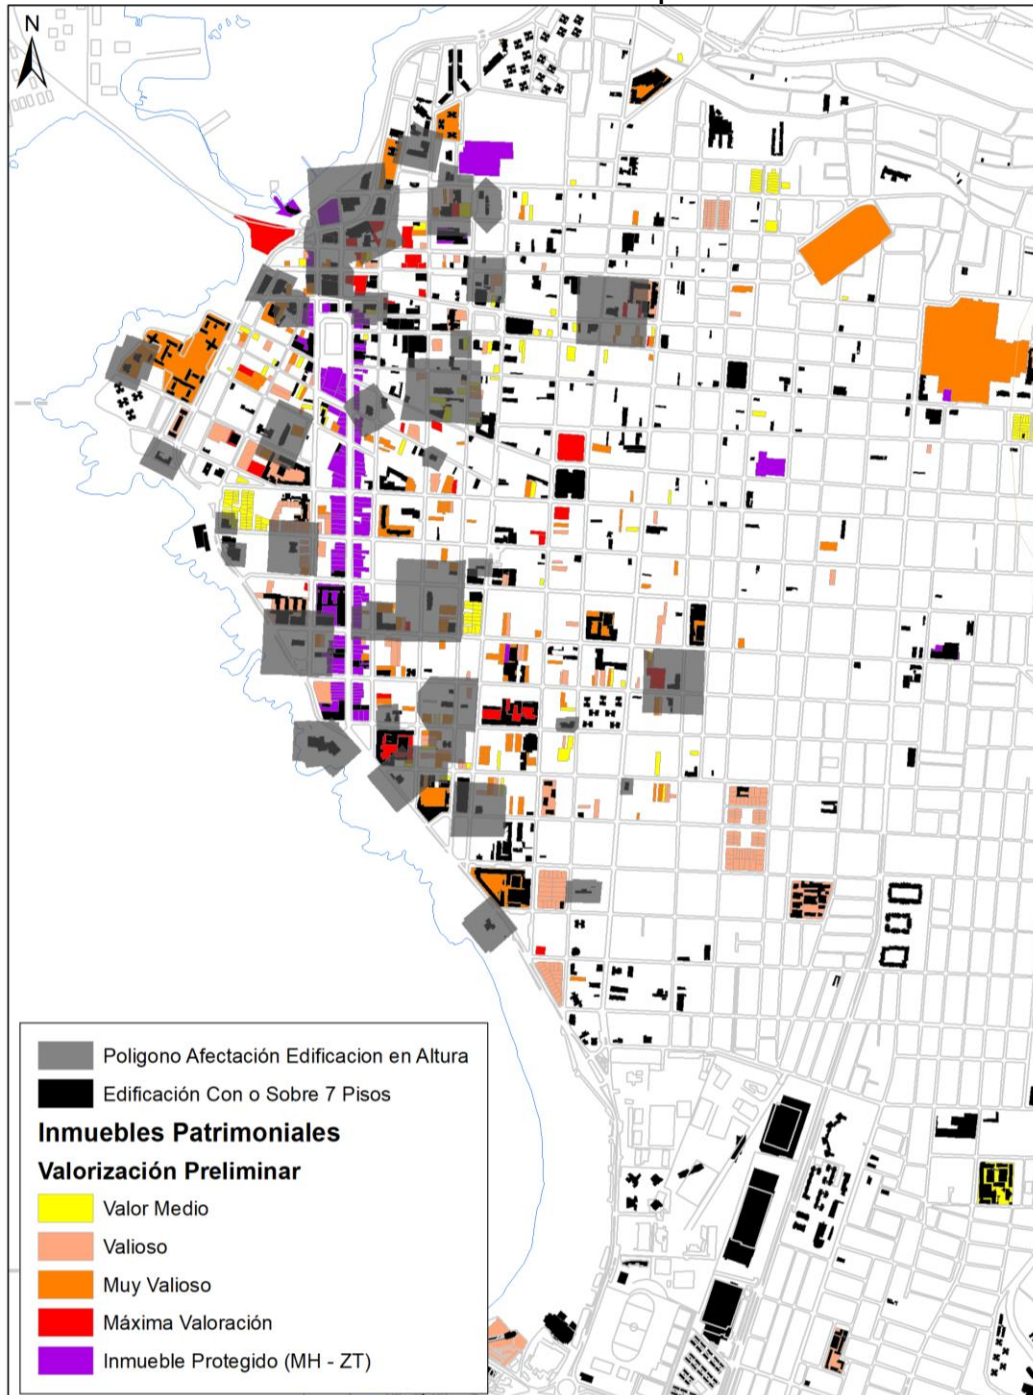 N
Poligono Afectación Edificacion en Altura
Edificación Con o Sobre 7 Pisos
Inmuebles Patrimoniales
Valorización Preliminar
Valor Medio
Valioso
Muy Valioso
Máxima Valoración
Inmueble Protegido (MH - ZT)